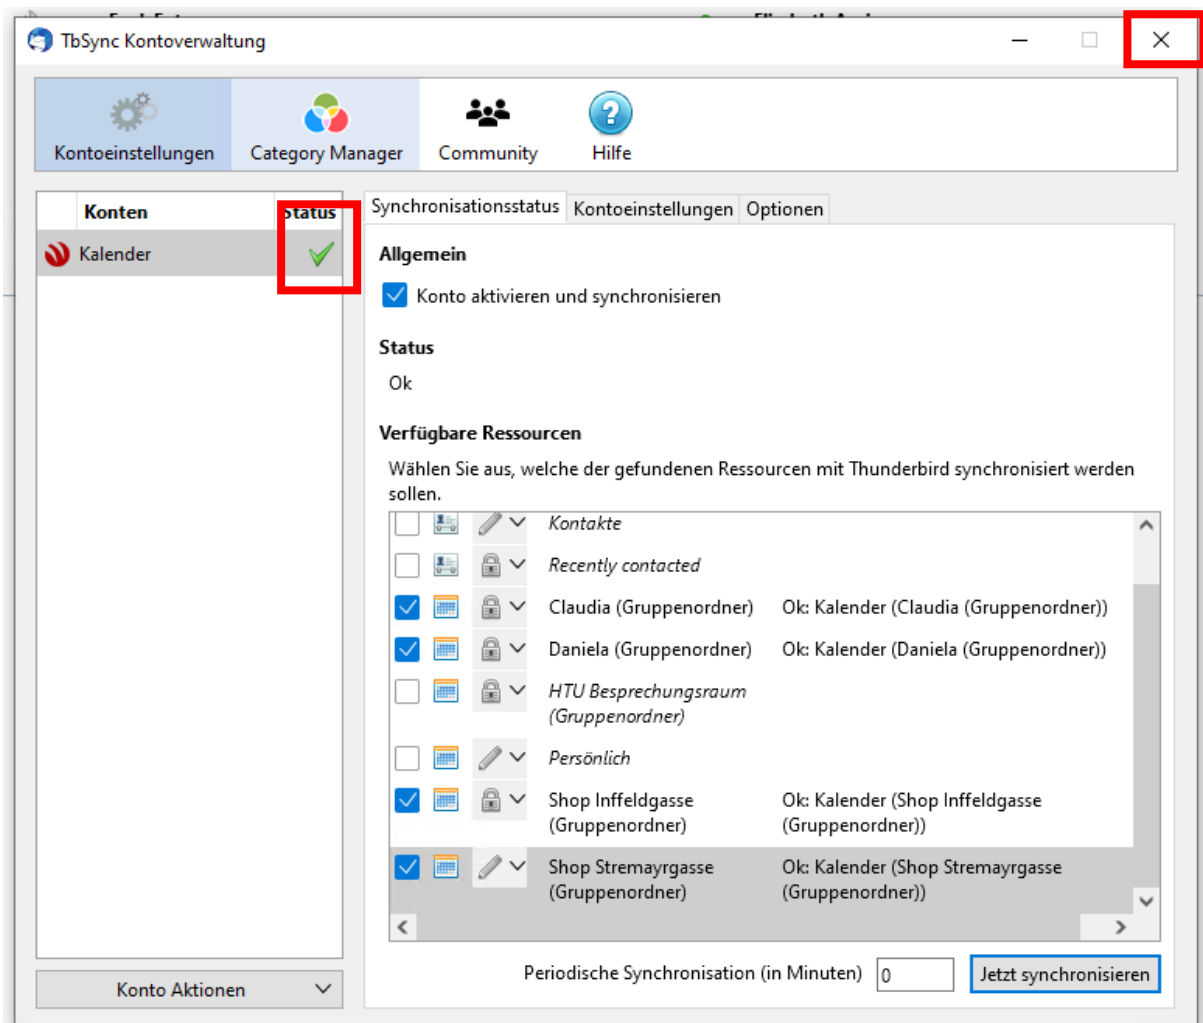 TbSync Kontoverwaltung
Kontoeinstellungen
Category Manager
Community
Hilfe
Konten
Status
Kalender
Synchronisationsstatus
Kontoeinstellungen
Optionen
Allgemein
Konto aktivieren und synchronisieren
Status
Ok
Verfügbare Ressourcen
Wählen Sie aus, welche der gefundenen Ressourcen mit Thunderbird synchronisiert werden
sollen.
Kontakte
Recently contacted
Claudia (Gruppenordner) Ok: Kalender (Claudia (Gruppenordner))
Daniela (Gruppenordner) Ok: Kalender (Daniela (Gruppenordner))
HTU Besprechungsraum
(Gruppenordner)
Persönlich
Shop Inffeldgasse Ok: Kalender (Shop Inffeldgasse
(Gruppenordner) (Gruppenordner))
Shop Stremayrgasse Ok: Kalender (Shop Stremayrgasse
(Gruppenordner) (Gruppenordner))
Periodische Synchronisation (in Minuten) 0 Jetzt synchronisieren
Konto Aktionen